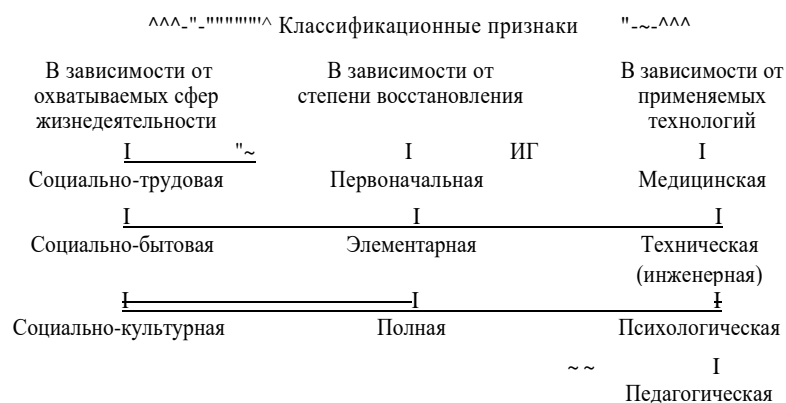 ^^^-"-"""""'"^ Классификационные признаки "-~-^^^
В зависимости от В зависимости от В зависимости от
охватываемых сфер степени восстановления применяемых
жизнедеятельности технологий
I "~ I ИГ I
Социально-трудовая Первоначальная Медицинская
I I I
Социально-бытовая Элементарная Техническая
(инженерная)
I I I
Социально-культурная Полная Психологическая
~ ~ I
Педагогическая